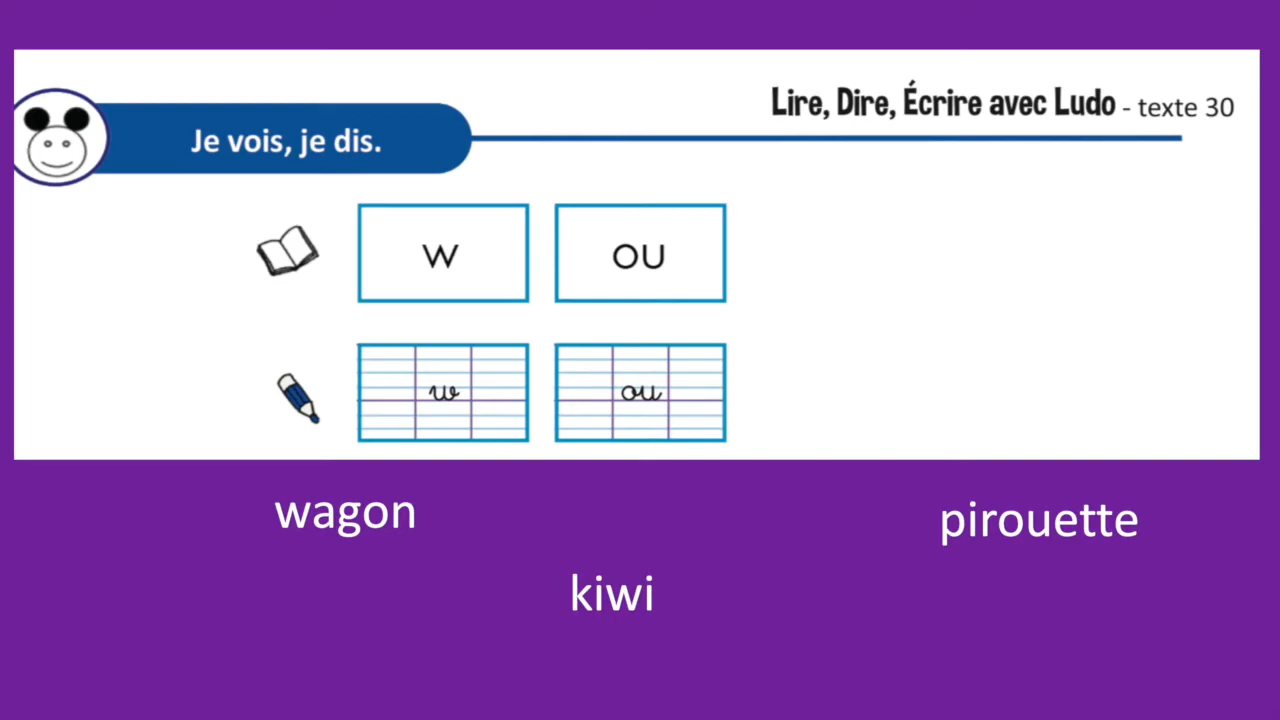 Lire, Dire, Écrire avec Ludo - texte 30
Je vois, je dis.
w
ou
w
ou
wagon
pirouette
kiwi